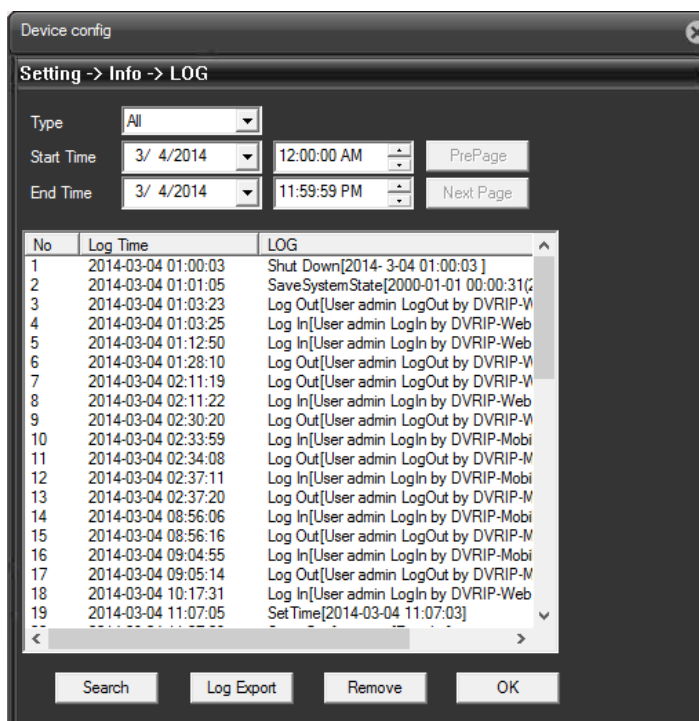 Device config
Setting -> Info -> LOG
Type All
Start Time 3/ 4/2014 12:00:00 AM PrePage
End Time 3/ 4/2014 11:59:59 PM Next Page
No Log Time LOG
1 2014-03-04 01:00:03 Shut Down[2014- 3-04 01:00:03 ]
2 2014-03-04 01:01:05 SaveSystemState[2000-01-01 00:00:31(2
3 2014-03-04 01:03:23 Log Out[User admin LogOut by DVRIP-W
4 2014-03-04 01:03:25 Log In[User admin LogIn by DVRIP-Web
5 2014-03-04 01:12:50 Log In[User admin LogIn by DVRIP-Web
6 2014-03-04 01:28:10 Log Out[User admin LogOut by DVRIP-W
7 2014-03-04 02:11:19 Log Out[User admin LogOut by DVRIP-W
8 2014-03-04 02:11:22 Log In[User admin LogIn by DVRIP-Web
9 2014-03-04 02:30:20 Log Out[User admin LogOut by DVRIP-W
10 2014-03-04 02:33:59 Log In[User admin LogIn by DVRIP-Mobi
11 2014-03-04 02:34:08 Log Out[User admin LogOut by DVRIP-M
12 2014-03-04 02:37:11 Log In[User admin LogIn by DVRIP-Mobi
13 2014-03-04 02:37:20 Log Out[User admin LogOut by DVRIP-M
14 2014-03-04 08:56:06 Log In[User admin LogIn by DVRIP-Mobi
15 2014-03-04 08:56:16 Log Out[User admin LogOut by DVRIP-M
16 2014-03-04 09:04:55 Log In[User admin LogIn by DVRIP-Mobi
17 2014-03-04 09:05:14 Log Out[User admin LogOut by DVRIP-M
18 2014-03-04 10:17:31 Log In[User admin LogIn by DVRIP-Web
19 2014-03-04 11:07:05 SetTime[2014-03-04 11:07:03]
Search Log Export Remove OK